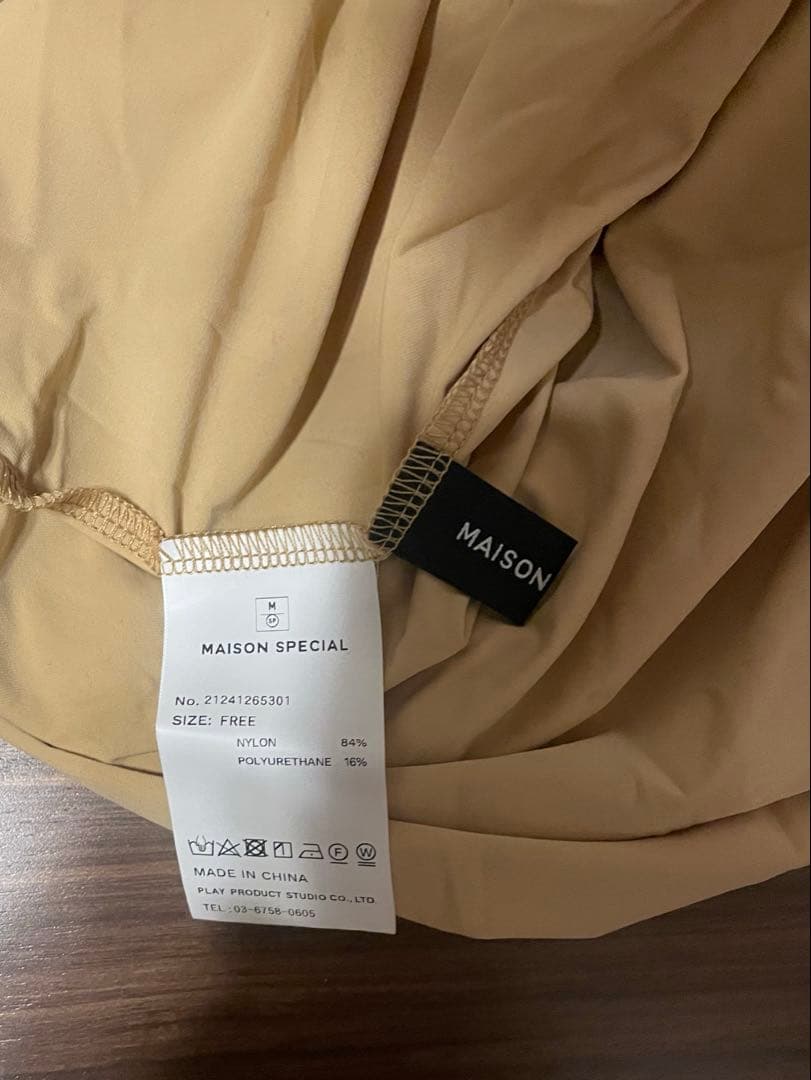 MAISON
M
SP
MAISON SPECIAL
No. 21241265301
SIZE: FREE
NYLON 84%
POLYURETHANE 16%
F W
MADE IN CHINA
PLAY PRODUCT STUDIO CO.,LTD.
TEL:03-6758-0605